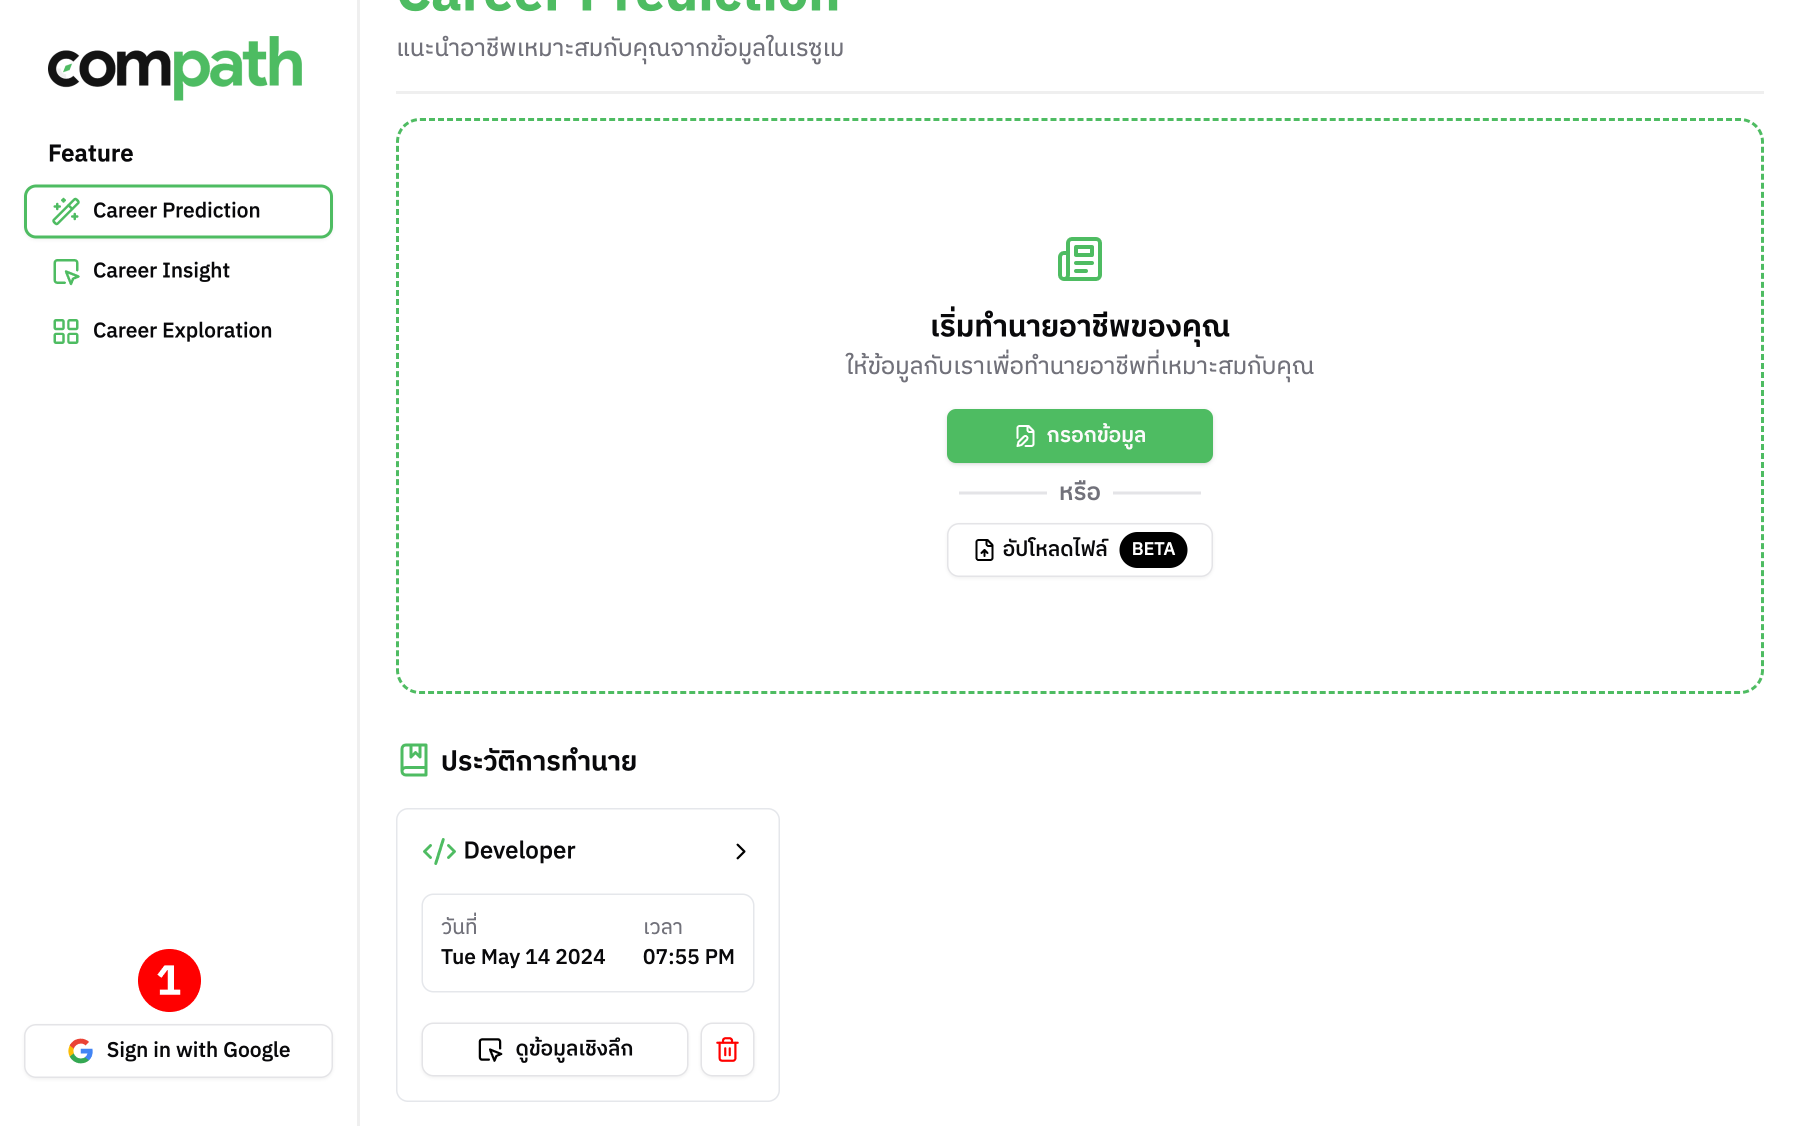 compath
Feature
Career Prediction
Career Insight
Career Exploration
1
Sign in with Google
Career Prediction
แนะนำอาชีพเหมาะสมกับคุณจากข้อมูลในเรซูเม
เริ่มทำนายอาชีพของคุณ
ให้ข้อมูลกับเราเพื่อทำนายอาชีพที่เหมาะสมกับคุณ
กรอกข้อมูล
หรือ
อัปโหลดไฟล์ BETA
ประวัติการทำนาย
Developer
วันที่ เวลา
Tue May 14 2024 07:55 PM
ดูข้อมูลเชิงลึก